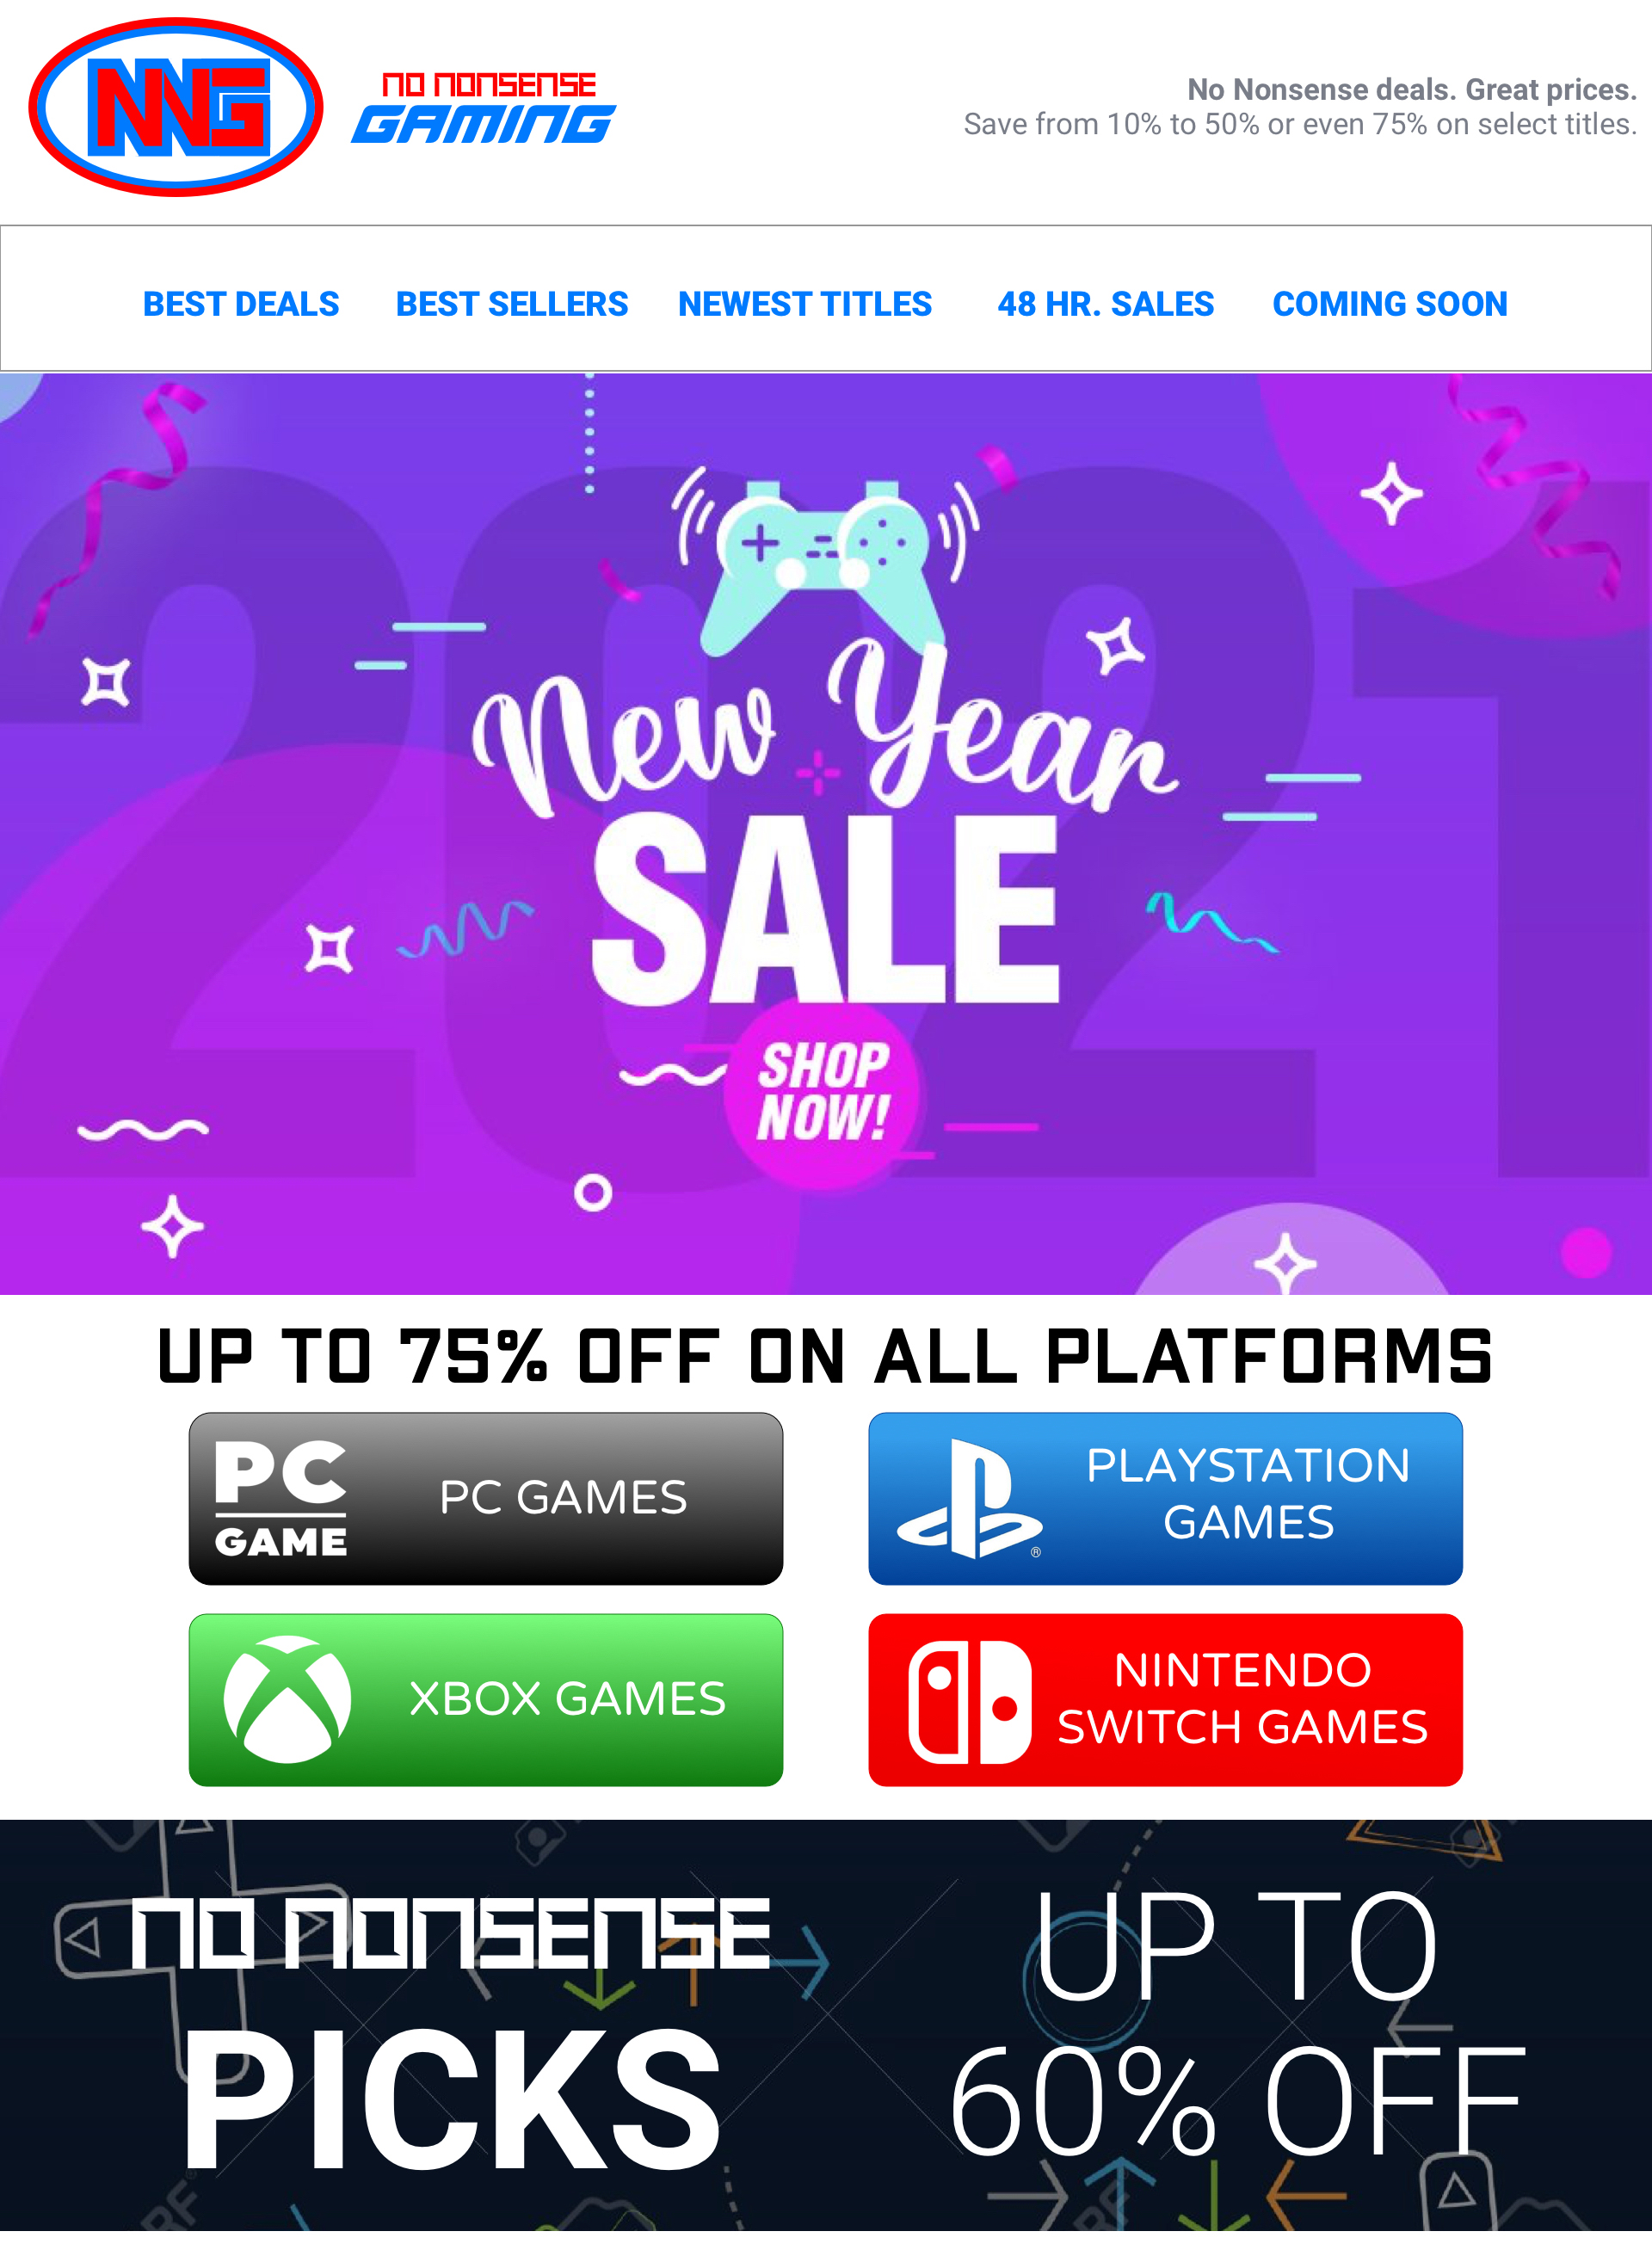 NNG
NO NONSENSE
GAMING
No Nonsense deals. Great prices.
Save from 10% to 50% or even 75% on select titles.
BEST DEALS BEST SELLERS NEWEST TITLES 48 HR. SALES COMING SOON
2021
New Year
SALE
SHOP
NOW!
UP TO 75% OFF ON ALL PLATFORMS
PC
GAME
PC GAMES
PLAYSTATION
GAMES
®
XBOX GAMES
NINTENDO
SWITCH GAMES
NO NONSENSE
PICKS
UP TO
60% OFF
RF
RF